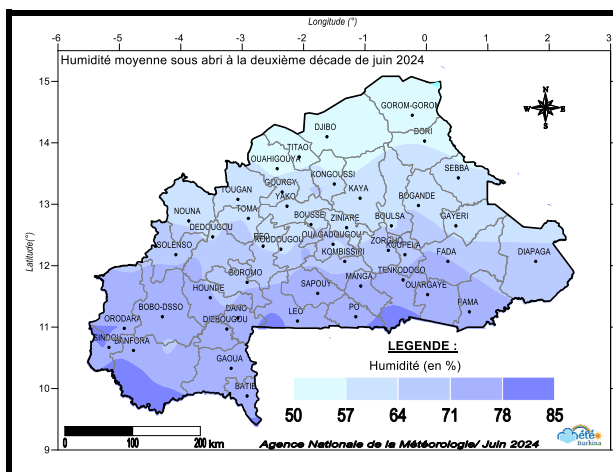 Longitude (°)
-6 -5 -4 -3 -2 -1 0 1 2 3
Humidité moyenne sous abri à la deuxième décade de juin 2024
15
14
13
12
11
10
9
Latitude(°)
N
W E
S
GOROM-GOROM
DJIBO
DORI
TITAO
OUAHIGOUYA
SEBBA
KONGOUSSI
GOURCY
KAYA
TOUGAN
YAKO
BOGANDE
NOUNA
TOMA
BOUSSE
ZINIARE
BOULSA
GAYERI
DEDOUGOU
OUAGADOUGOU
REO
KOUDOUGOU
ZORGHO
KOUPELA
SOLENSO
KOMBISSIRI
FADA
DIAPAGA
BOROMO
TENKODOGO
HOUNDE
SAPOUY
MANGA
OUARGAYE
BOBO-DSSO
DANO
LEO
PO
PAMA
ORODARA
DIEBOUGOU
SINDOU
BANFORA
GAOUA
BATIE
LEGENDE :
Humidité (en %)
50 57 64 71 78 85
0 100 200 km
Agence Nationale de la Météorologie/ Juin 2024
météo
Burkina